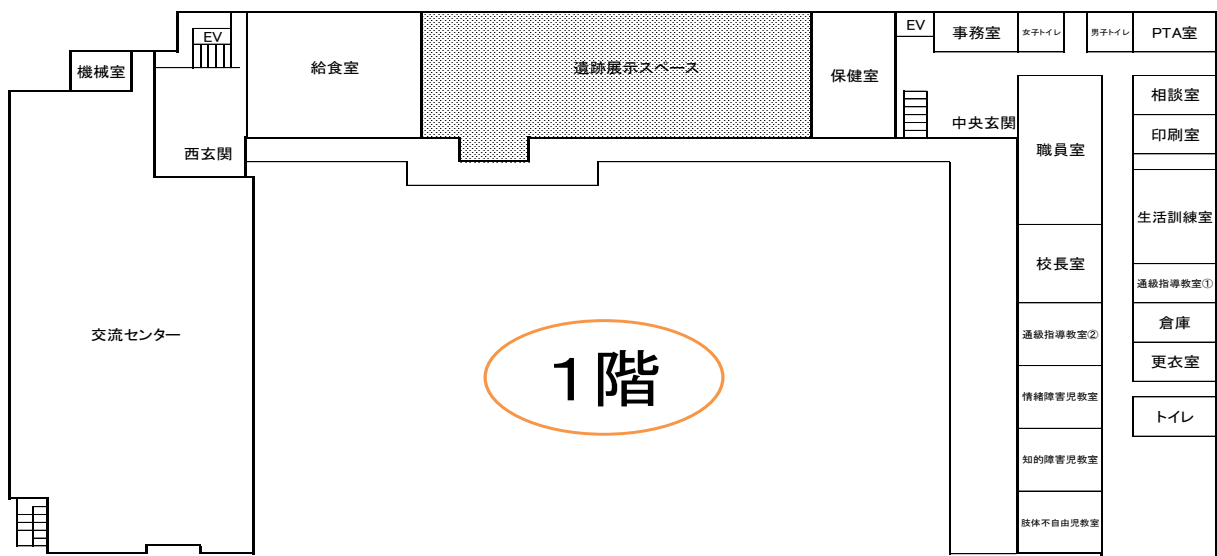 EV
事務室
女子トイレ
男子トイレ
PTA室
EV
機械室
給食室
遺跡展示スペース
保健室
相談室
中央玄関
印刷室
西玄関
職員室
生活訓練室
校長室
通級指導教室①
交流センター
1階
通級指導教室②
倉庫
更衣室
情緒障害児教室
トイレ
知的障害児教室
肢体不自由児教室